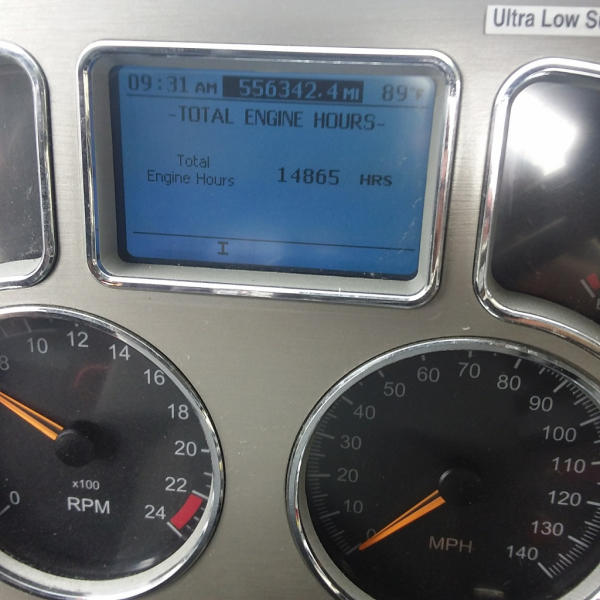 Ultra Low
09:31 AM 556342.4 MI 89°F
-TOTAL ENGINE HOURS-
Total
Engine Hours 14865 HRS
I
0 8 10 12 14 16 18 20 22 24
x100
RPM
0 10 20 30 40 50 60 70 80 90 100 110 120 130 140
MPH